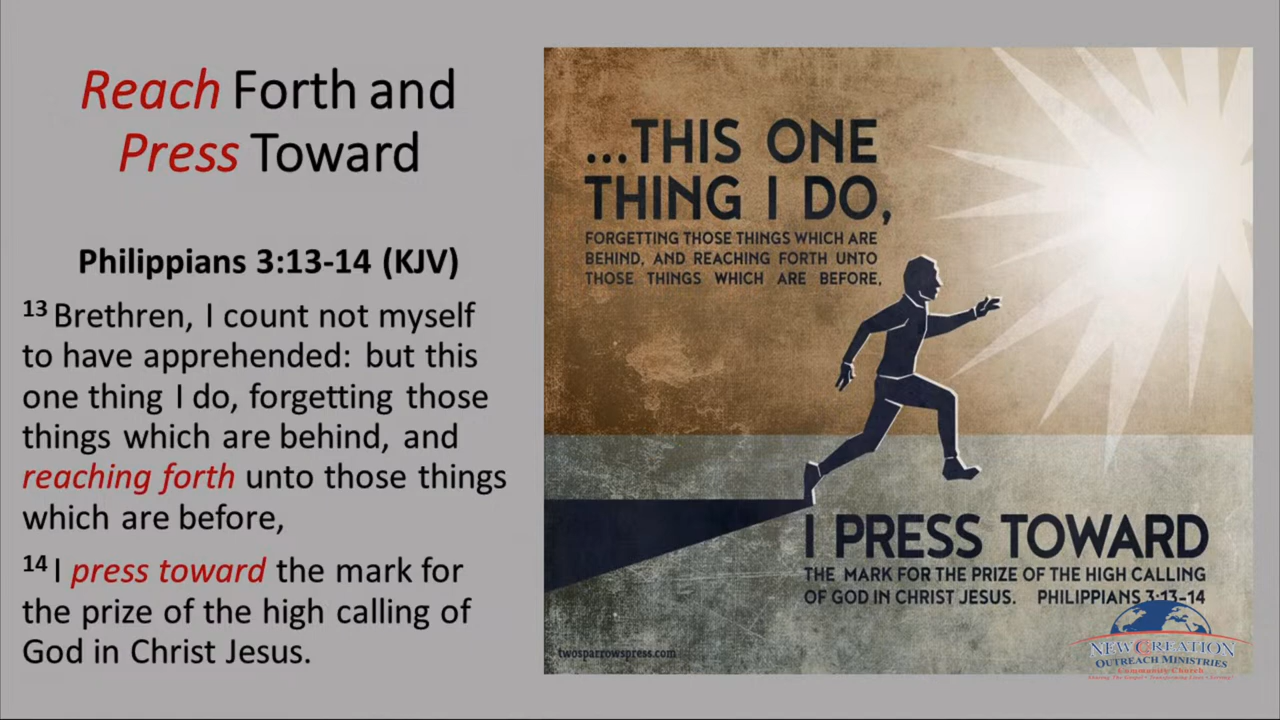 Reach Forth and
Press Toward
Philippians 3:13-14 (KJV)
13 Brethren, I count not myself
to have apprehended: but this
one thing I do, forgetting those
things which are behind, and
reaching forth unto those things
which are before,
14 I press toward the mark for
the prize of the high calling of
God in Christ Jesus.
...THIS ONE
THING I DO,
FORGETTING THOSE THINGS WHICH ARE
BEHIND, AND REACHING FORTH UNTO
THOSE THINGS WHICH ARE BEFORE,
I PRESS TOWARD
THE MARK FOR THE PRIZE OF THE HIGH CALLING
OF GOD IN CHRIST JESUS. PHILIPPIANS 3:13-14
twosparrowspress.com
NEW CREATION
OUTREACH MINISTRIES
Community Church